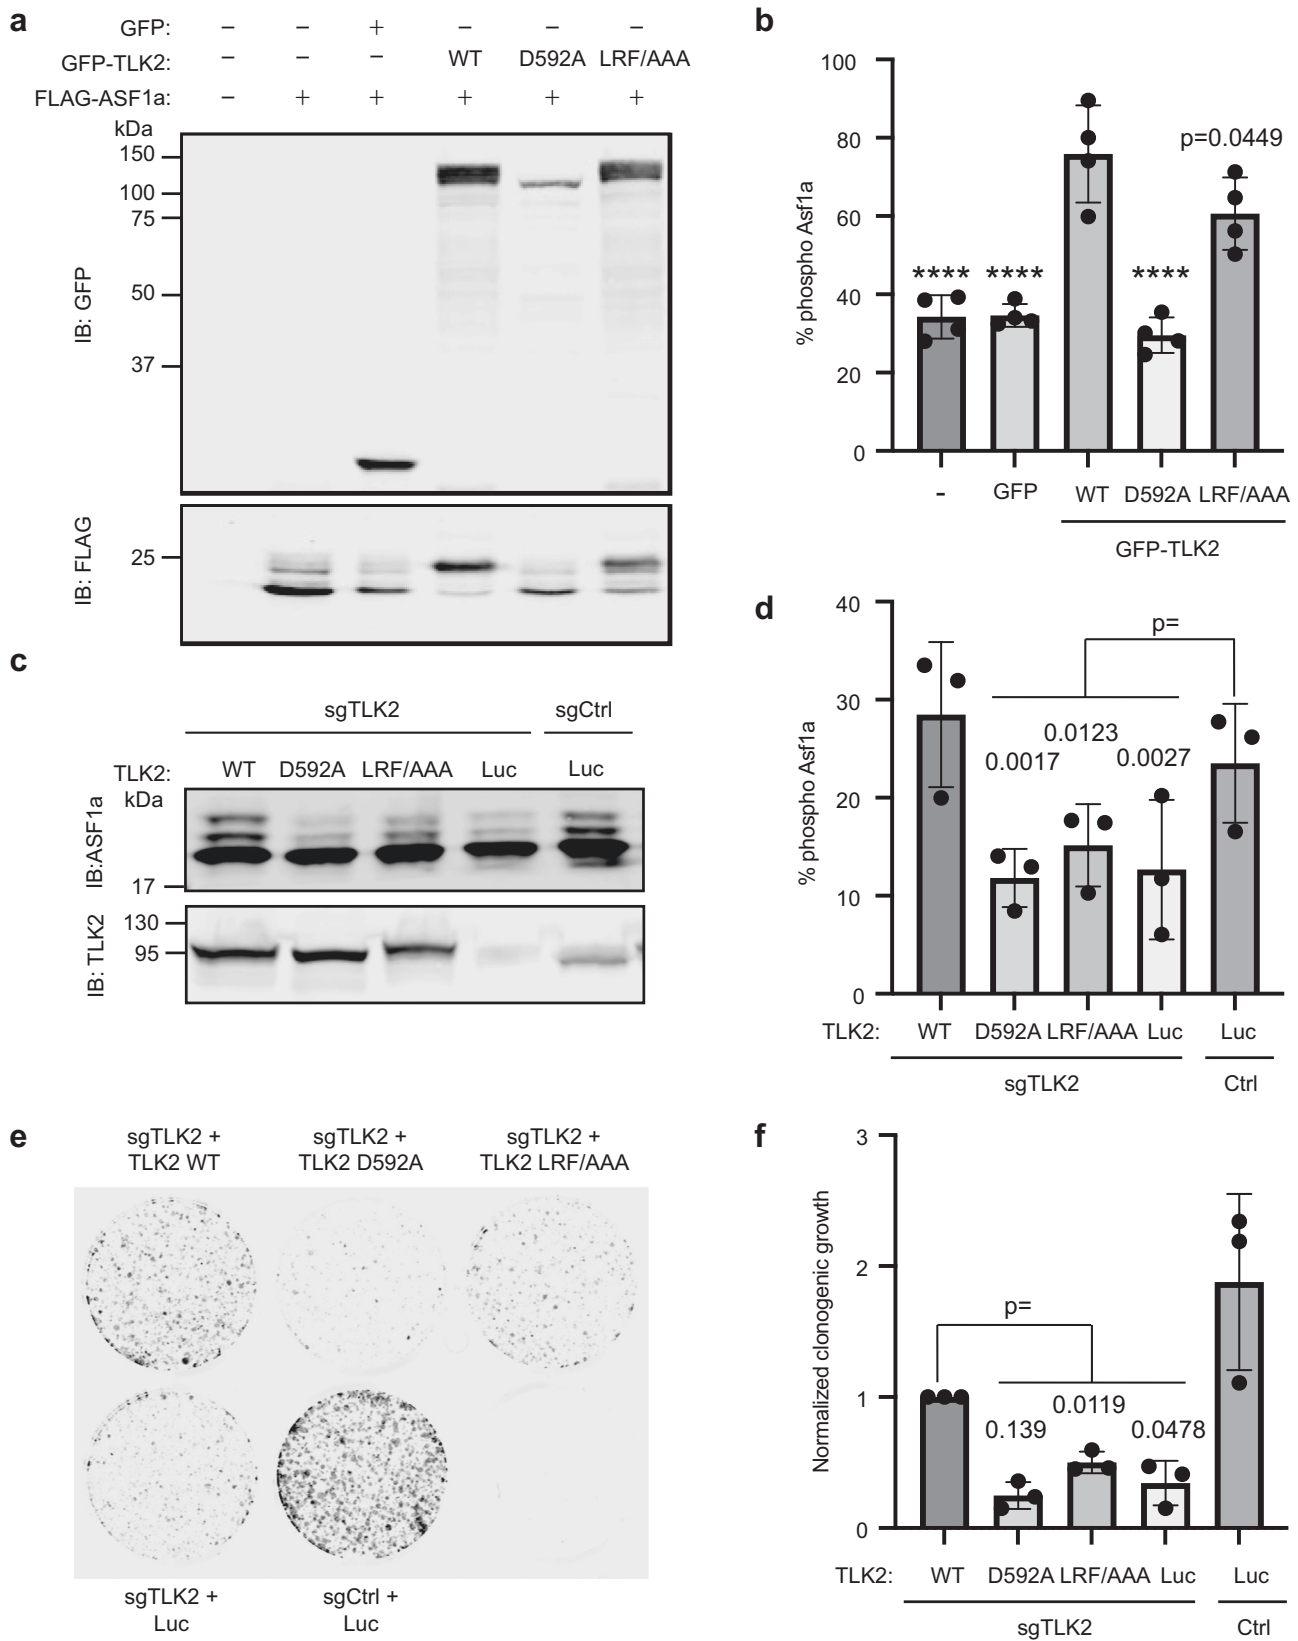 a
GFP: – – + – – –
GFP-TLK2: – – – WT D592A LRF/AAA
FLAG-ASF1a: – + + + + +
kDa
150
100
75
50
37
IB: GFP
25
IB: FLAG
b
100
80
60
40
20
0
% phospho Asf1a
**** **** **** p=0.0449
- GFP WT D592A LRF/AAA
GFP-TLK2
c
sgTLK2 sgCtrl
TLK2: WT D592A LRF/AAA Luc Luc
kDa
IB:ASF1a
17
130
95
IB: TLK2
d
40
30
20
10
0
% phospho Asf1a
p=
0.0017 0.0123 0.0027
TLK2: WT D592A LRF/AAA Luc Luc
sgTLK2 Ctrl
e
sgTLK2 + sgTLK2 + sgTLK2 +
TLK2 WT TLK2 D592A TLK2 LRF/AAA
sgTLK2 + sgCtrl +
Luc Luc
f
3
2
1
0
Normalized clonogenic growth
p=
0.139 0.0119 0.0478
TLK2: WT D592A LRF/AAA Luc Luc
sgTLK2 Ctrl